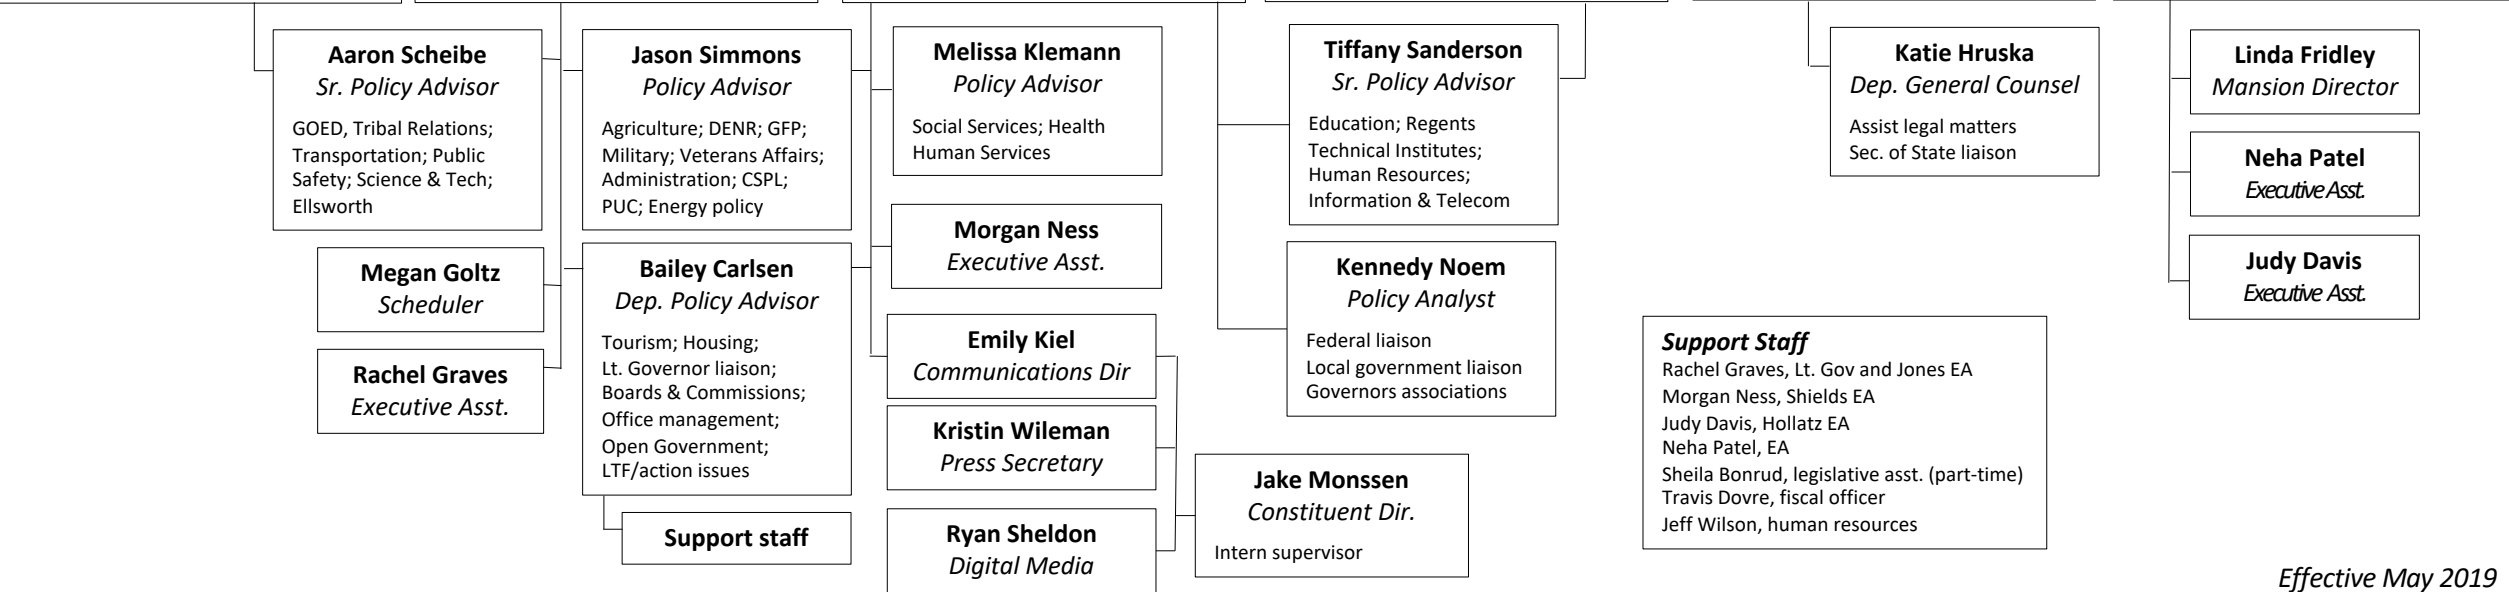 Aaron Scheibe
Sr. Policy Advisor
GOED, Tribal Relations;
Transportation; Public
Safety; Science & Tech;
Ellsworth
Megan Goltz
Scheduler
Rachel Graves
Executive Asst.
Jason Simmons
Policy Advisor
Agriculture; DENR; GFP;
Military; Veterans Affairs;
Administration; CSPL;
PUC; Energy policy
Bailey Carlsen
Dep. Policy Advisor
Tourism; Housing;
Lt. Governor liaison;
Boards & Commissions;
Office management;
Open Government;
LTF/action issues
Support staff
Melissa Klemann
Policy Advisor
Social Services; Health
Human Services
Morgan Ness
Executive Asst.
Emily Kiel
Communications Dir
Kristin Wileman
Press Secretary
Ryan Sheldon
Digital Media
Jake Monssen
Constituent Dir.
Intern supervisor
Tiffany Sanderson
Sr. Policy Advisor
Education; Regents
Technical Institutes;
Human Resources;
Information & Telecom
Kennedy Noem
Policy Analyst
Federal liaison
Local government liaison
Governors associations
Katie Hruska
Dep. General Counsel
Assist legal matters
Sec. of State liaison
Support Staff
Rachel Graves, Lt. Gov and Jones EA
Morgan Ness, Shields EA
Judy Davis, Hollatz EA
Neha Patel, EA
Sheila Bonrud, legislative asst. (part-time)
Travis Dovre, fiscal officer
Jeff Wilson, human resources
Linda Fridley
Mansion Director
Neha Patel
Executive Asst.
Judy Davis
Executive Asst.
Effective May 2019